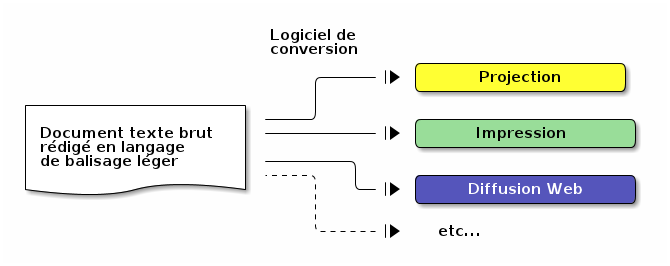 Logiciel de
conversion
Projection
Document texte brut
rédigé en langage
de balisage léger
Impression
Diffusion Web
etc...